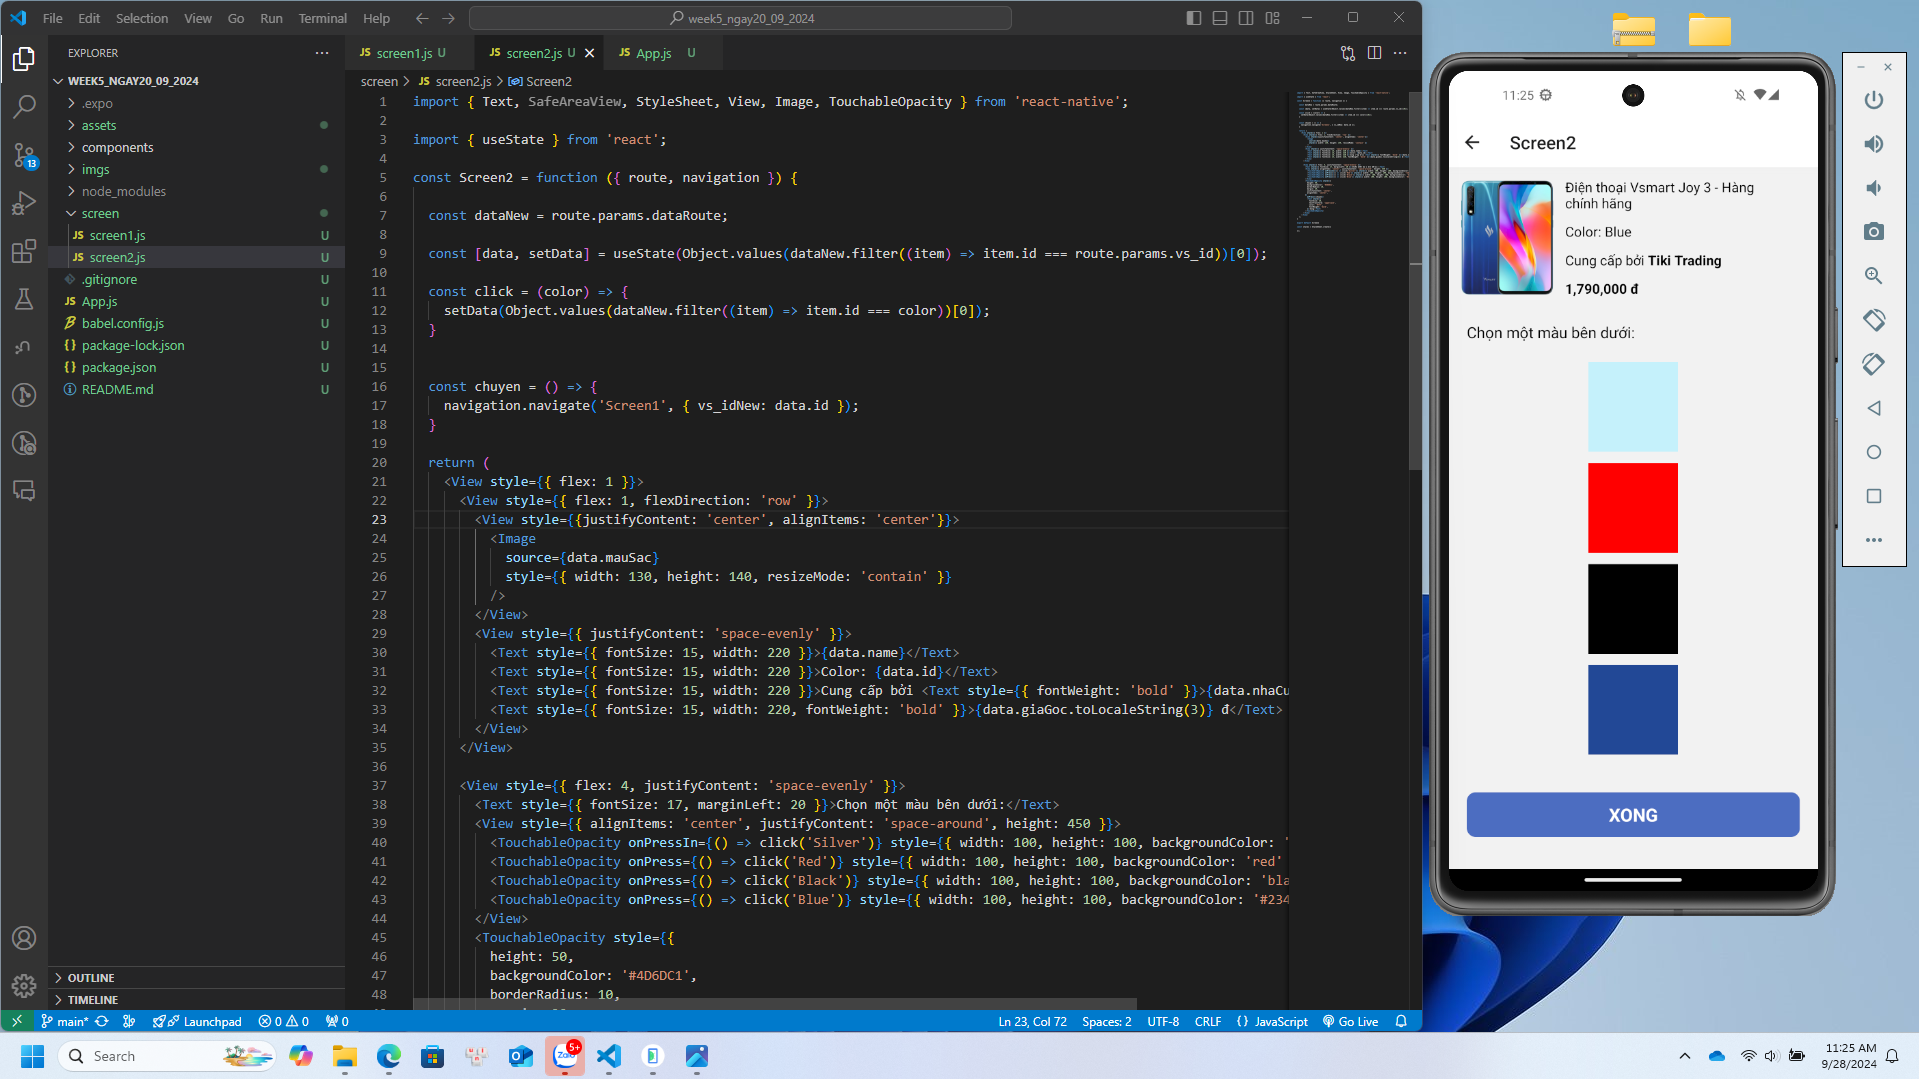 File Edit Selection View Go Run Terminal Help
week5_ngay20_09_2024
EXPLORER
WEEK5_NGAY20_09_2024
.expo
assets
components
imgs
node_modules
screen
screen1.js U
screen2.js U
.gitignore U
App.js U
babel.config.js U
package-lock.json U
package.json U
README.md U
OUTLINE
TIMELINE
13
JS screen1.js U
JS screen2.js U
JS App.js U
screen > JS screen2.js > Screen2
1 import { Text, SafeAreaView, StyleSheet, View, Image, TouchableOpacity } from 'react-native';
2
3 import { useState } from 'react';
4
5 const Screen2 = function ({ route, navigation }) {
6
7 const dataNew = route.params.dataRoute;
8
9 const [data, setData] = useState(Object.values(dataNew.filter((item) => item.id === route.params.vs_id))[0]);
10
11 const click = (color) => {
12 setData(Object.values(dataNew.filter((item) => item.id === color))[0]);
13 }
14
15
16 const chuyen = () => {
17 navigation.navigate('Screen1', { vs_idNew: data.id });
18 }
19
20 return (
21 <View style={{ flex: 1 }}>
22 <View style={{ flex: 1, flexDirection: 'row' }}>
23 <View style={{justifyContent: 'center', alignItems: 'center'}}>
24 <Image
25 source={data.mauSac}
26 style={{ width: 130, height: 140, resizeMode: 'contain' }}
27 />
28 </View>
29 <View style={{ justifyContent: 'space-evenly' }}>
30 <Text style={{ fontSize: 15, width: 220 }}>{data.name}</Text>
31 <Text style={{ fontSize: 15, width: 220 }}>Color: {data.id}</Text>
32 <Text style={{ fontSize: 15, width: 220 }}>Cung cấp bởi <Text style={{ fontWeight: 'bold' }}>{data.nhaCu
33 <Text style={{ fontSize: 15, width: 220, fontWeight: 'bold' }}>{data.giaGoc.toLocaleString(3)} đ</Text>
34 </View>
35 </View>
36
37 <View style={{ flex: 4, justifyContent: 'space-evenly' }}>
38 <Text style={{ fontSize: 17, marginLeft: 20 }}>Chọn một màu bên dưới:</Text>
39 <View style={{ alignItems: 'center', justifyContent: 'space-around', height: 450 }}>
40 <TouchableOpacity onPressIn={() => click('Silver')} style={{ width: 100, height: 100, backgroundColor: '
41 <TouchableOpacity onPress={() => click('Red')} style={{ width: 100, height: 100, backgroundColor: 'red'
42 <TouchableOpacity onPress={() => click('Black')} style={{ width: 100, height: 100, backgroundColor: 'bla
43 <TouchableOpacity onPress={() => click('Blue')} style={{ width: 100, height: 100, backgroundColor: '#234
44 </View>
45 <TouchableOpacity style={{
46 height: 50,
47 backgroundColor: '#4D6DC1',
48 borderRadius: 10,
main* Launchpad 0 0 0
Ln 23, Col 72 Spaces: 2 UTF-8 CRLF {} JavaScript Go Live
11:25
Screen2
Điện thoại Vsmart Joy 3 - Hàng
chính hãng
Color: Blue
Cung cấp bởi Tiki Trading
1,790,000 đ
Chọn một màu bên dưới:
XONG
Search
Zalo
5+
11:25 AM
9/28/2024